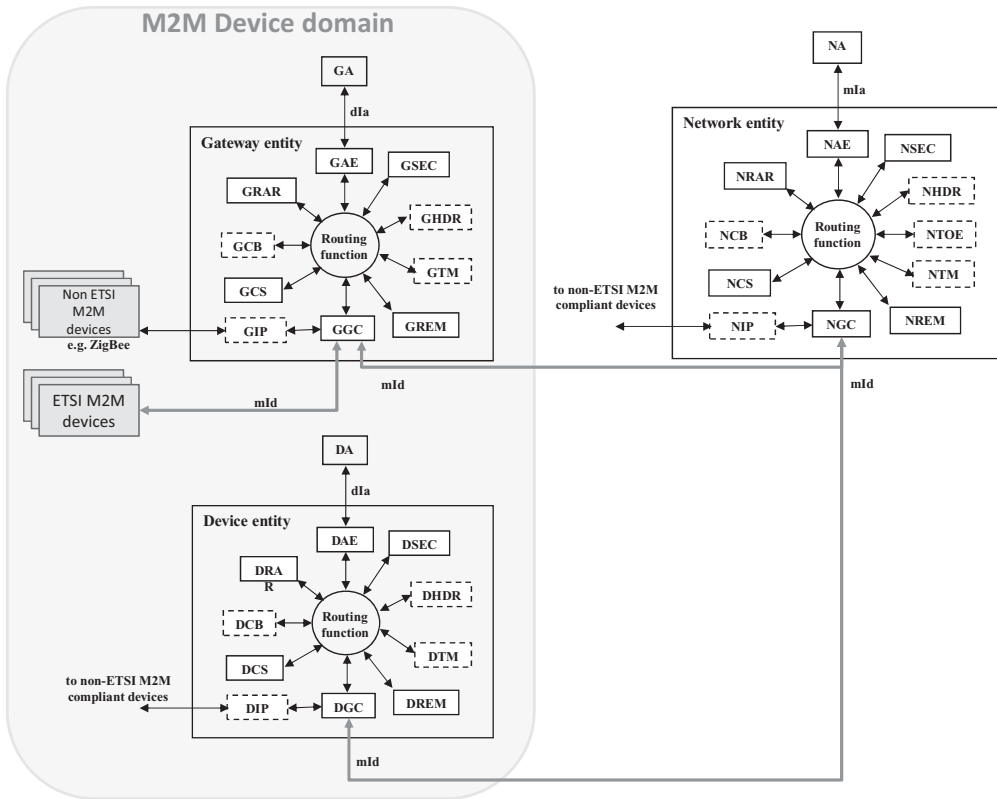 M2M Device domain
GA
dIa
Gateway entity
GAE
GSEC
GRAR
GHDR
Routing
function
GCB
GTM
GCS
GIP
GGC
GREM
Non ETSI
M2M
devices
e.g. ZigBee
ETSI M2M
devices
mId
mId
NA
mIa
Network entity
NAE
NSEC
NRAR
NHDR
Routing
function
NCB
NTOE
NCS
NTM
to non-ETSI M2M
compliant devices
NIP
NGC
NREM
mId
DA
dIa
Device entity
DAE
DSEC
DRA
R
DHDR
Routing
function
DCB
DTM
DCS
to non-ETSI M2M
compliant devices
DIP
DGC
DREM
mId